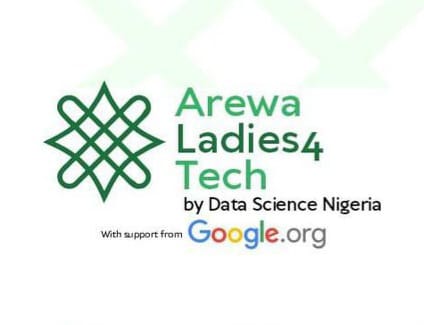 Arewa
Ladies4
Tech
by Data Science Nigeria
With support from Google.org